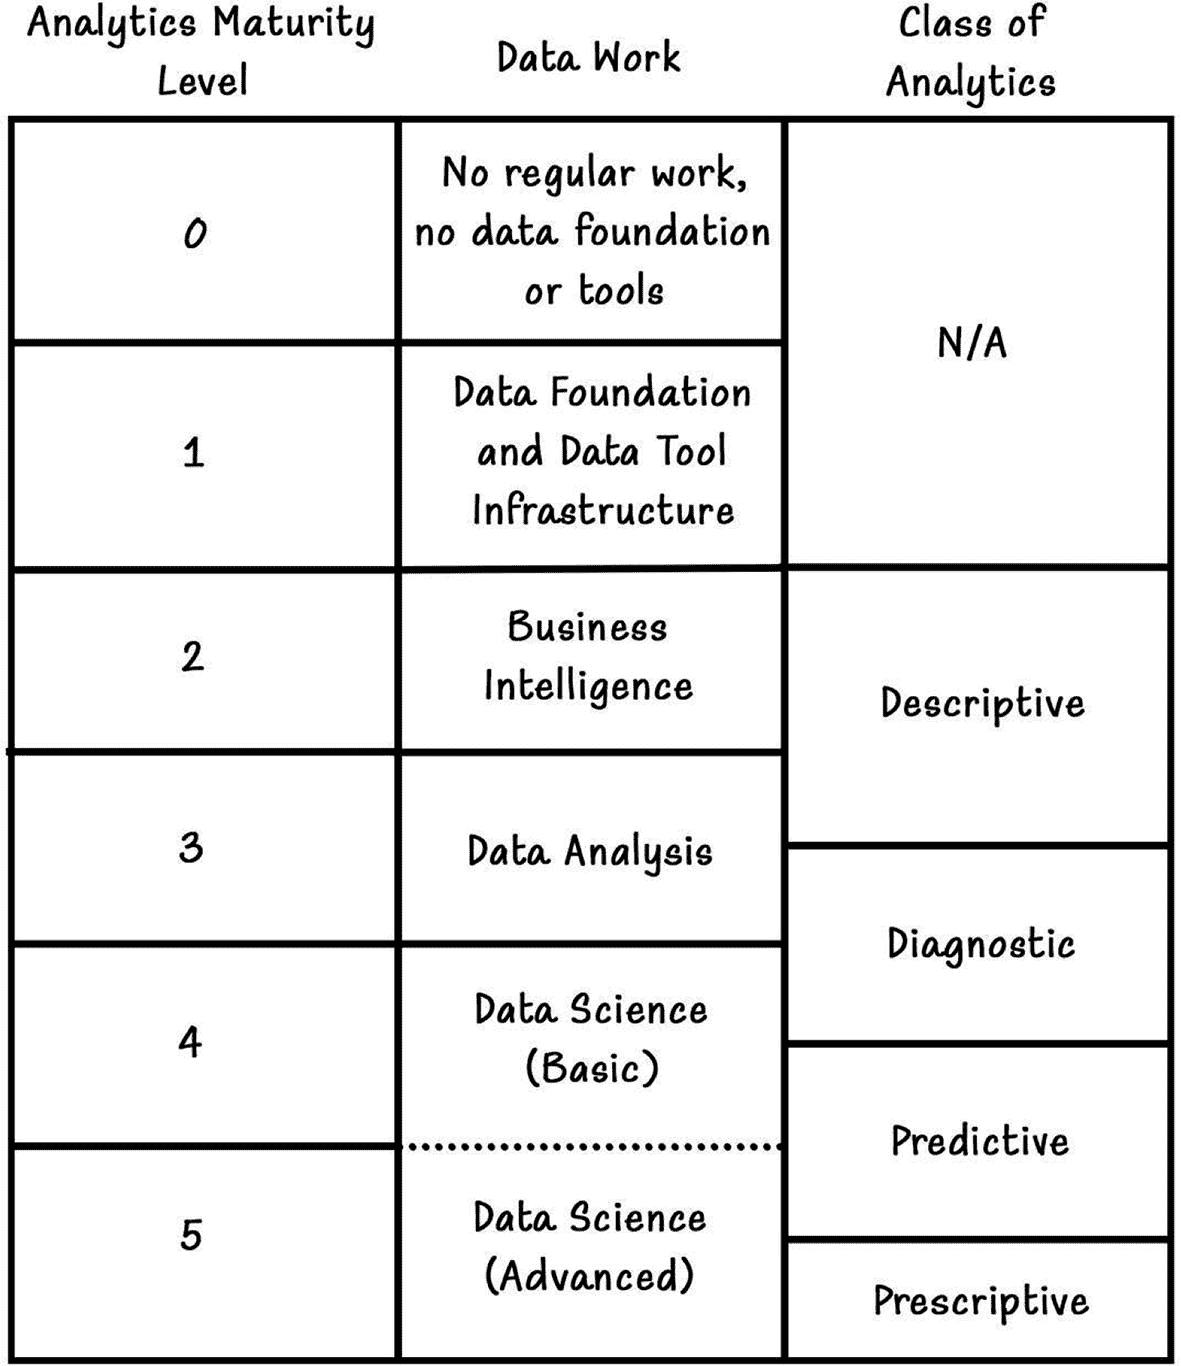 Analytics Maturity
Level
Data Work
Class of
Analytics
0
No regular work,
no data foundation
or tools
N/A
1
Data Foundation
and Data Tool
Infrastructure
2
Business
Intelligence
Descriptive
3
Data Analysis
Diagnostic
4
Data Science
(Basic)
Predictive
5
Data Science
(Advanced)
Prescriptive